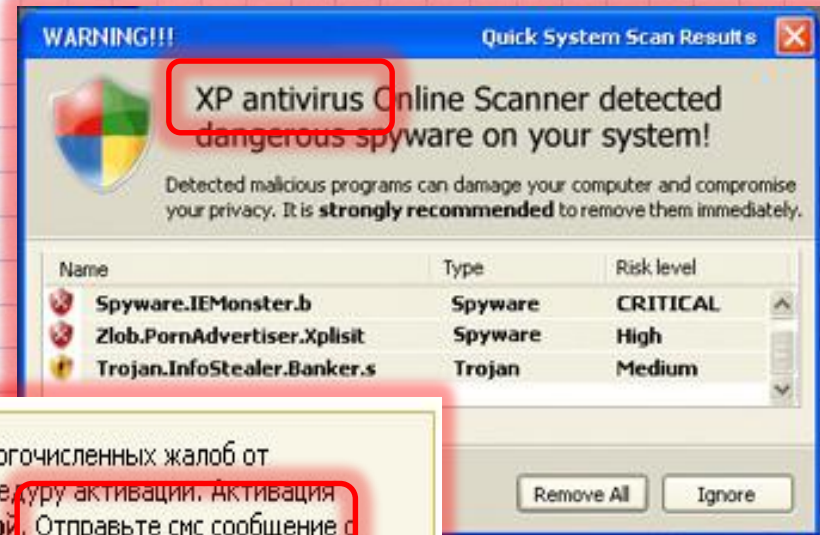 WARNING!!!
Quick System Scan Results
XP antivirus Online Scanner detected
dangerous spyware on your system!
Detected malicious programs can damage your computer and compromise
your privacy. It is strongly recommended to remove them immediately.
Name Type Risk level
Spyware.IEMonster.b Spyware CRITICAL
Zlob.PornAdvertiser.Xplisit Spyware High
Trojan.InfoStealer.Banker.s Trojan Medium
Remove All Ignore
жалоб от
активации. Активация
Отправьте смс сообщение с